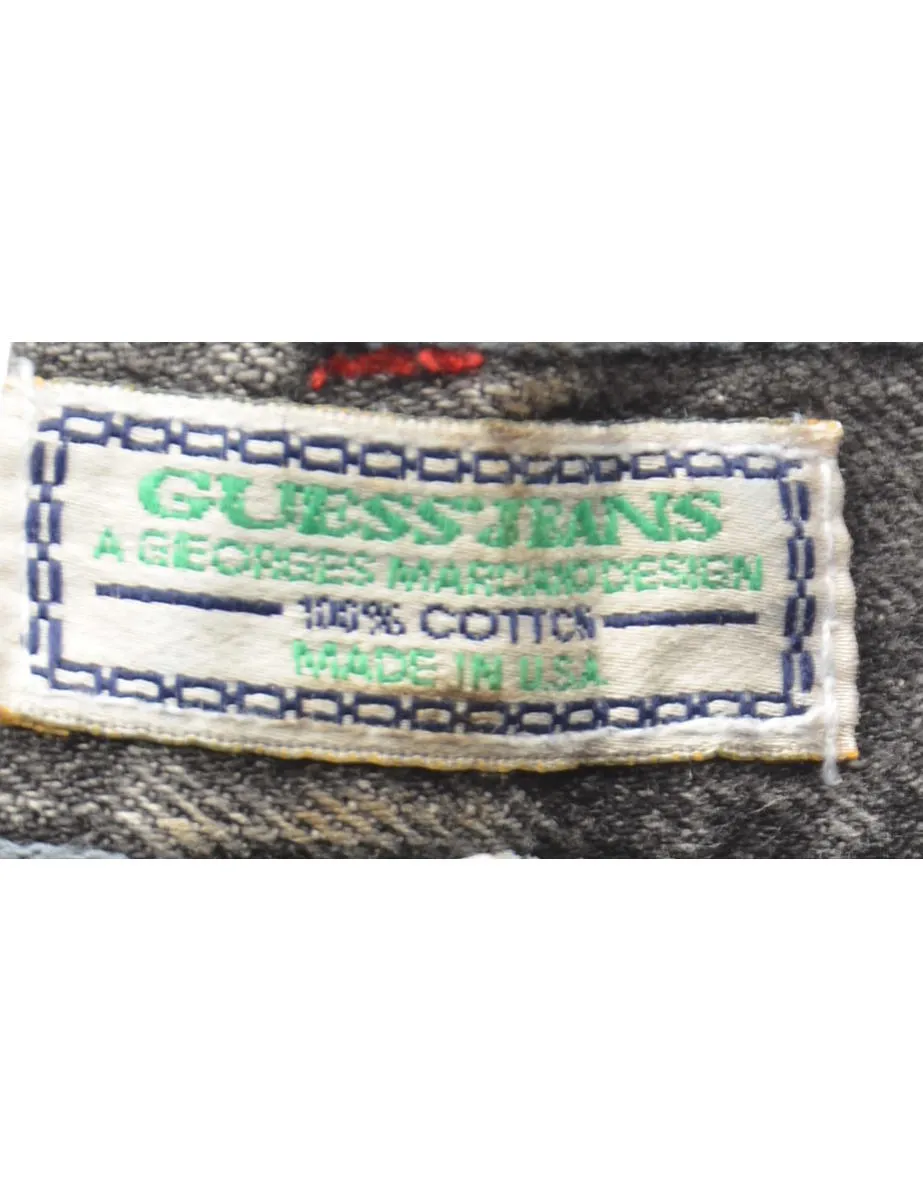 GUESS JEANS
A GEORGES MARCIANO DESIGN
100% COTTON
MADE IN U.S.A.